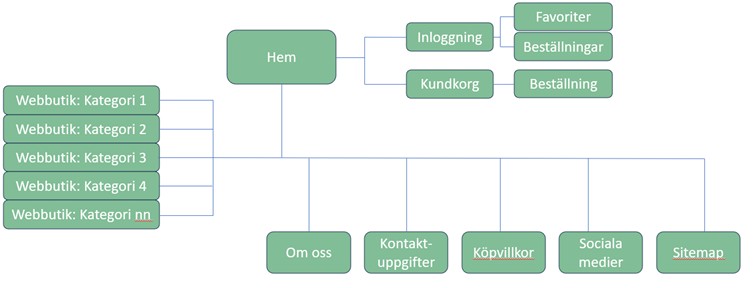 Hem
Inloggning
Favoriter
Beställningar
Kundkorg
Beställning
Webbutik: Kategori 1
Webbutik: Kategori 2
Webbutik: Kategori 3
Webbutik: Kategori 4
Webbutik: Kategori nn
Om oss
Kontakt-
uppgifter
Köpvillkor
Sociala
medier
Sitemap